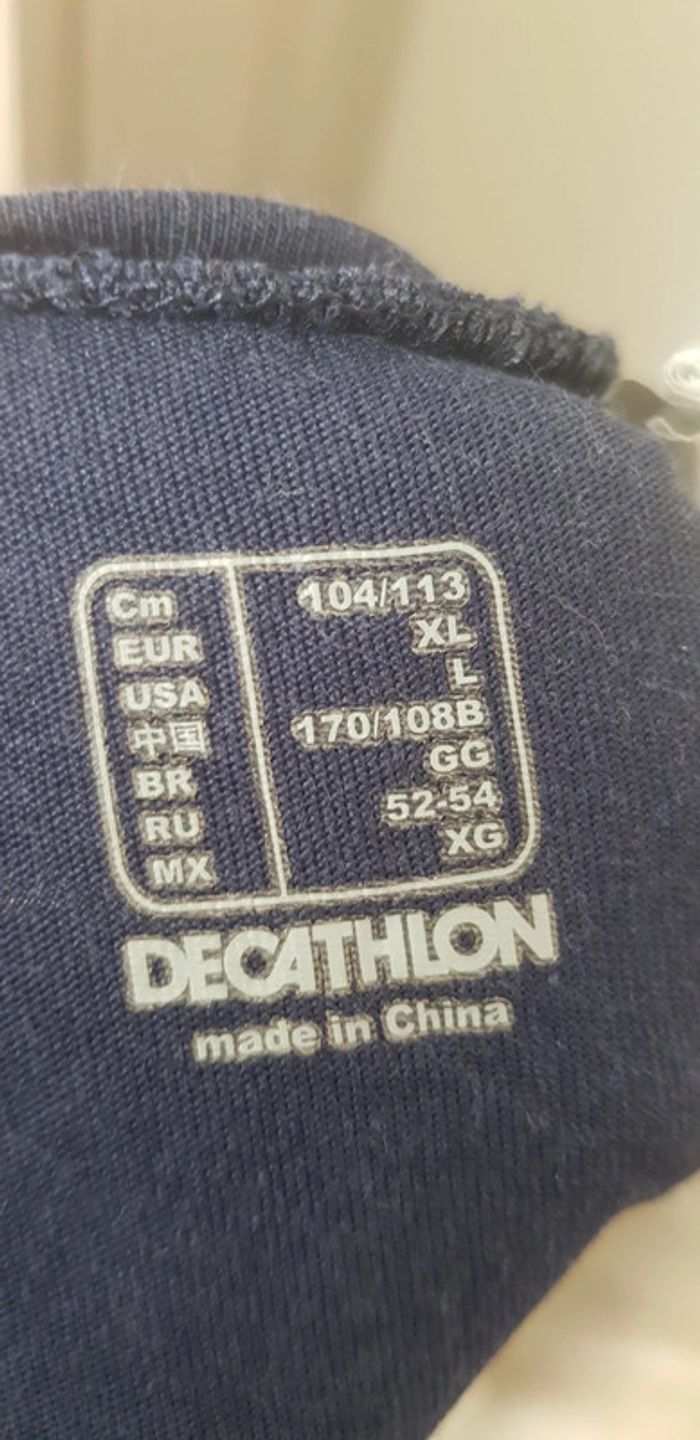 Cm 104/113
EUR XL
USA L
中国 170/108B
BR GG
RU 52-54
MX XG
DECATHLON
made in China